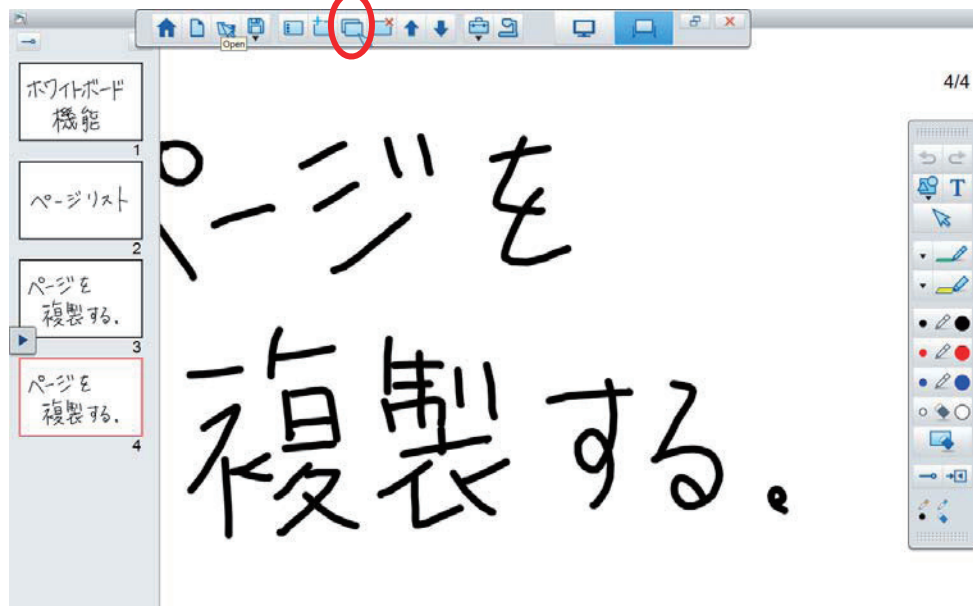 Open
4/4
ホワイトボード
機能
1
ページリスト
2
ページを
複製する.
3
ページを
複製する.
4
ページを
複製する。
T